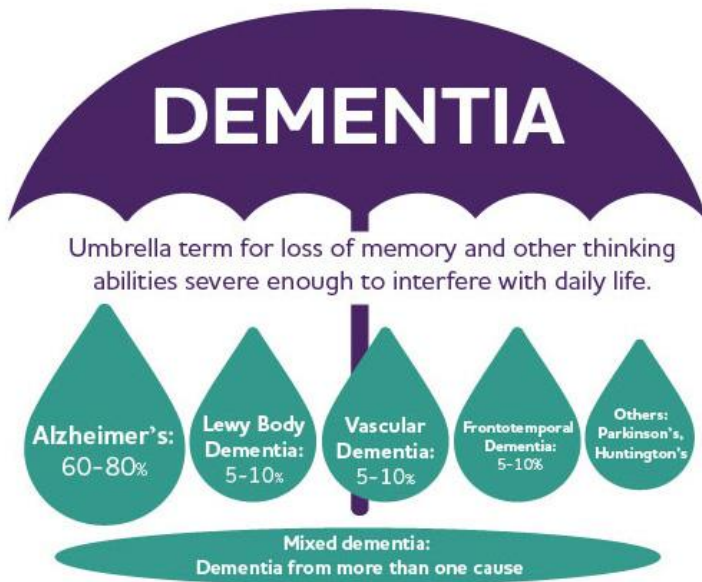 DEMENTIA
Umbrella term for loss of memory and other thinking
abilities severe enough to interfere with daily life.
Alzheimer's:
60-80%
Lewy Body
Dementia:
5-10%
Vascular
Dementia:
5-10%
Frontotemporal
Dementia:
5-10%
Others:
Parkinson's,
Huntington's
Mixed dementia:
Dementia from more than one cause